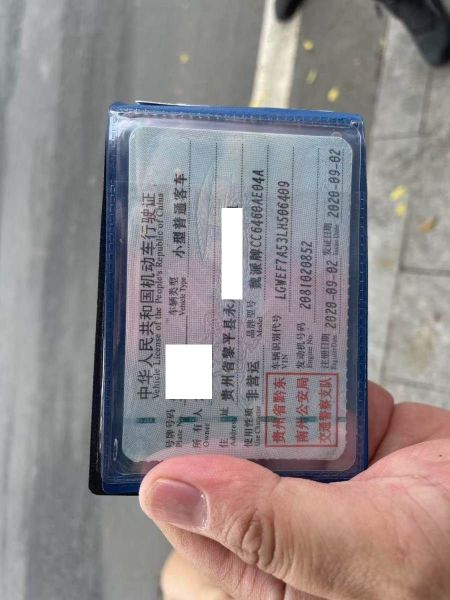 中华人民共和国机动车行驶证
Vehicle License of the People's Republic of China
号牌号码
Plate No.
车辆类型 小型普通客车
Vehicle Type
所有人
Owner
住址 贵州省黎平县永
Address
使用性质 非营运
Use Character
品牌型号 魏派牌CC6460AE04A
Model
车辆识别代号 LGWEF7A53LH506409
VIN
发动机号码 2081020852
Engine No.
注册日期 2020-09-02 发证日期 2020-09-02
Register Date Issue Date
贵州省黔东
南州公安局
交通警察支队